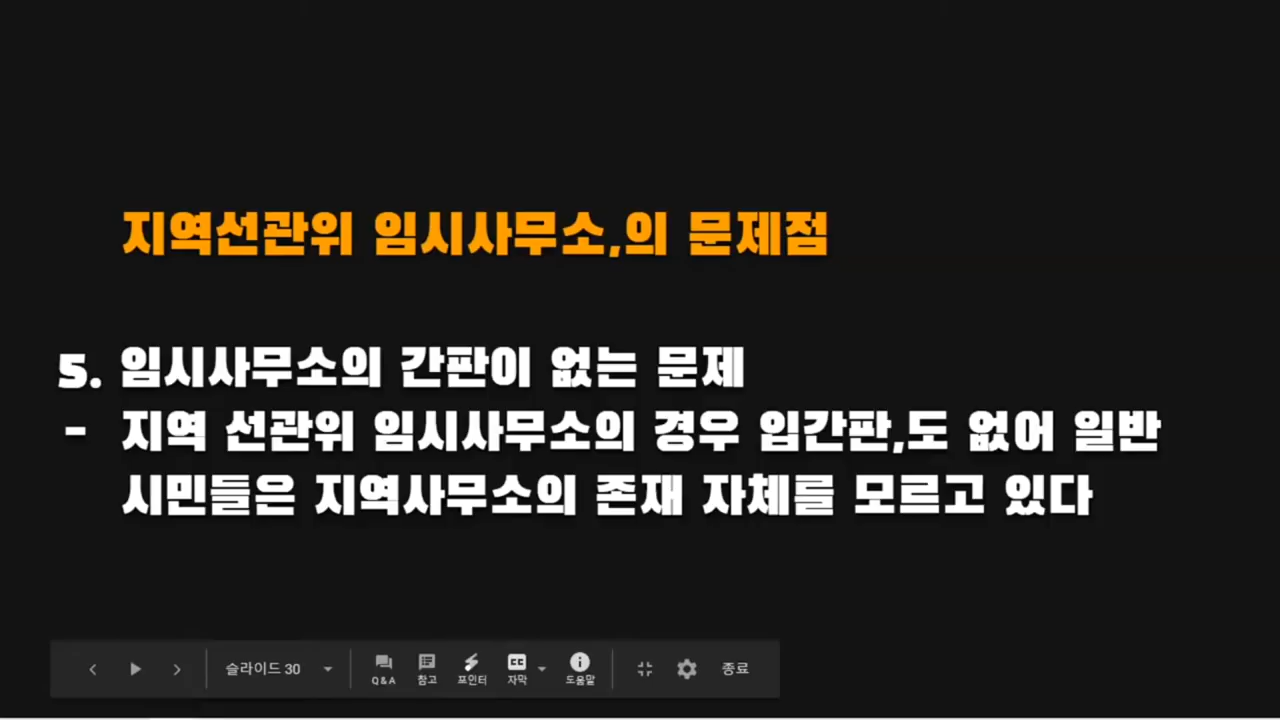 지역선관위 임시사무소,의 문제점
5. 임시사무소의 간판이 없는 문제
- 지역 선관위 임시사무소의 경우 입간판,도 없어 일반
시민들은 지역사무소의 존재 자체를 모르고 있다
슬라이드 30
Q & A
참고
포인터
자막
도움말
종료